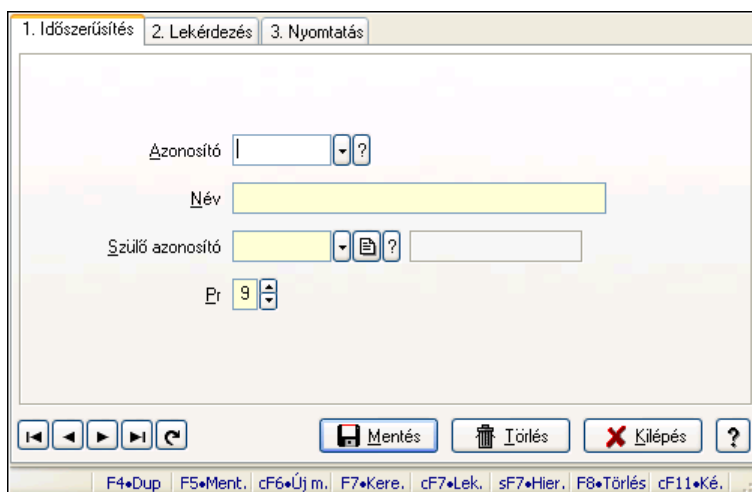 1. Időszerűsítés 2. Lekérdezés 3. Nyomtatás
Azonosító ?
Név
Szülő azonosító ?
Pr 9
Mentés Törlés Kilépés ?
F4•Dup F5•Ment. cF6•Új m. F7•Kere. cF7•Lek. sF7•Hier. F8•Törlés cF11•Ké.